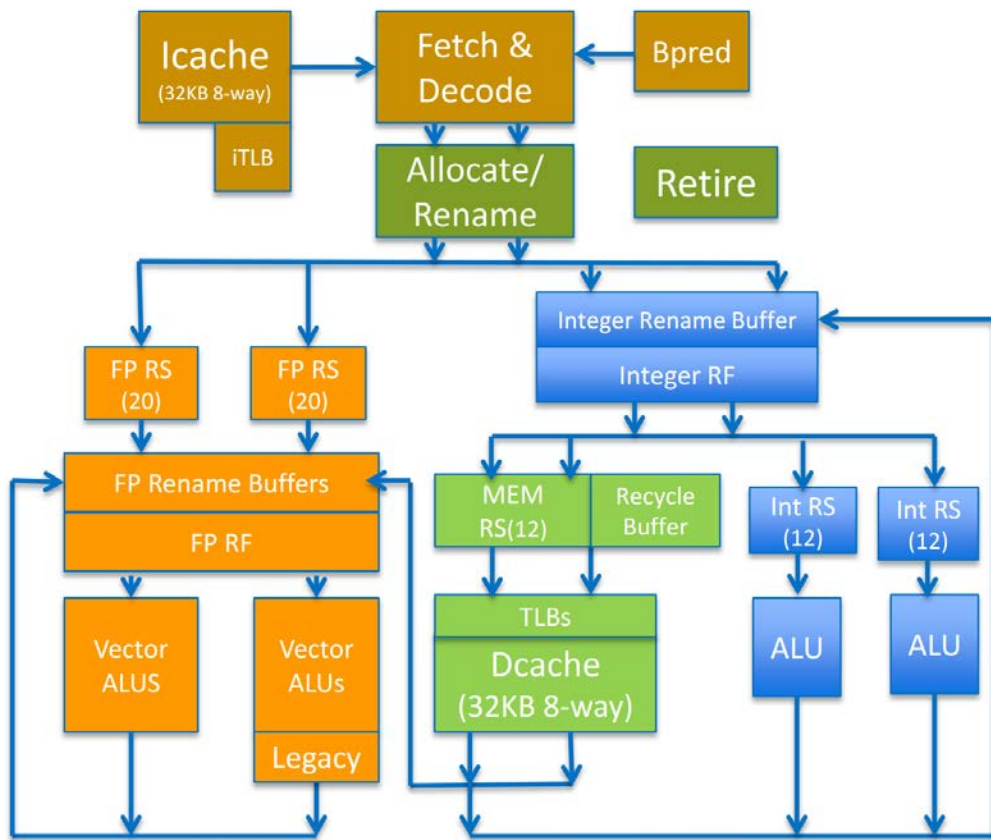 Icache
(32KB 8-way)
iTLB
Fetch &
Decode
Bpred
Allocate/
Rename
Retire
Integer Rename Buffer
Integer RF
FP RS
(20)
FP RS
(20)
FP Rename Buffers
FP RF
MEM
RS(12)
Recycle
Buffer
Int RS
(12)
Int RS
(12)
Vector
ALUS
Vector
ALUs
Legacy
TLBs
Dcache
(32KB 8-way)
ALU
ALU